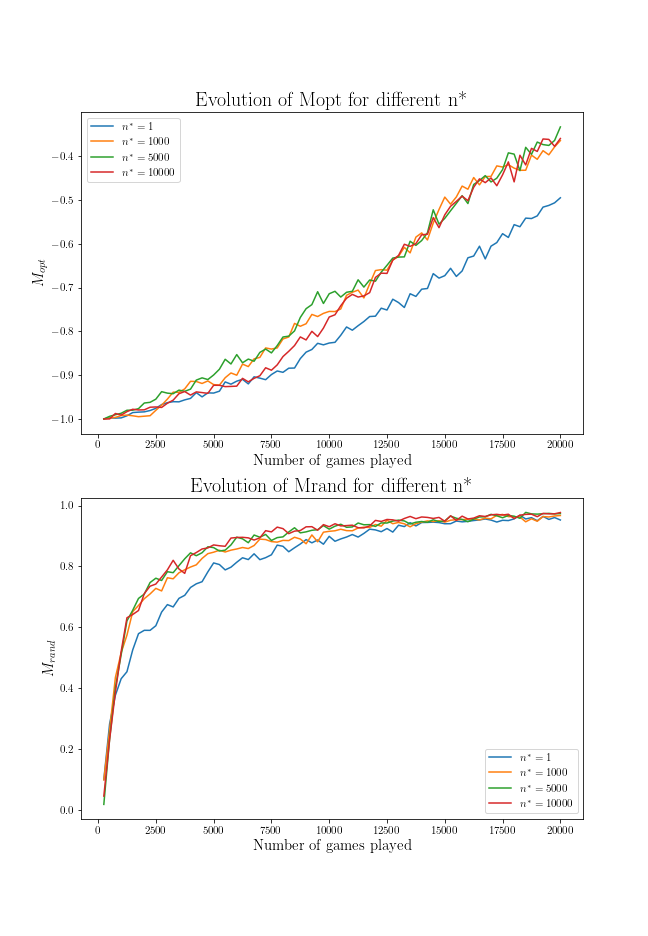 Evolution of Mopt for different n*
n* = 1
n* = 1000
n* = 5000
n* = 10000
−0.4
−0.5
−0.6
−0.7
−0.8
−0.9
−1.0
M_opt
0 2500 5000 7500 10000 12500 15000 17500 20000
Number of games played
Evolution of Mrand for different n*
1.0
0.8
0.6
0.4
0.2
0.0
M_rand
n* = 1
n* = 1000
n* = 5000
n* = 10000
0 2500 5000 7500 10000 12500 15000 17500 20000
Number of games played